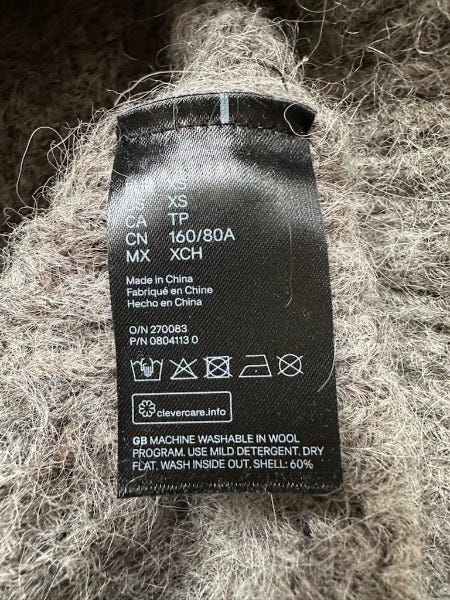 XS
CA TP
CN 160/80A
MX XCH
Made in China
Fabriqué en Chine
Hecho en China
O/N 270083
P/N 0804113 0
clevercare.info
GB MACHINE WASHABLE IN WOOL
PROGRAM. USE MILD DETERGENT. DRY
FLAT. WASH INSIDE OUT. SHELL: 60%